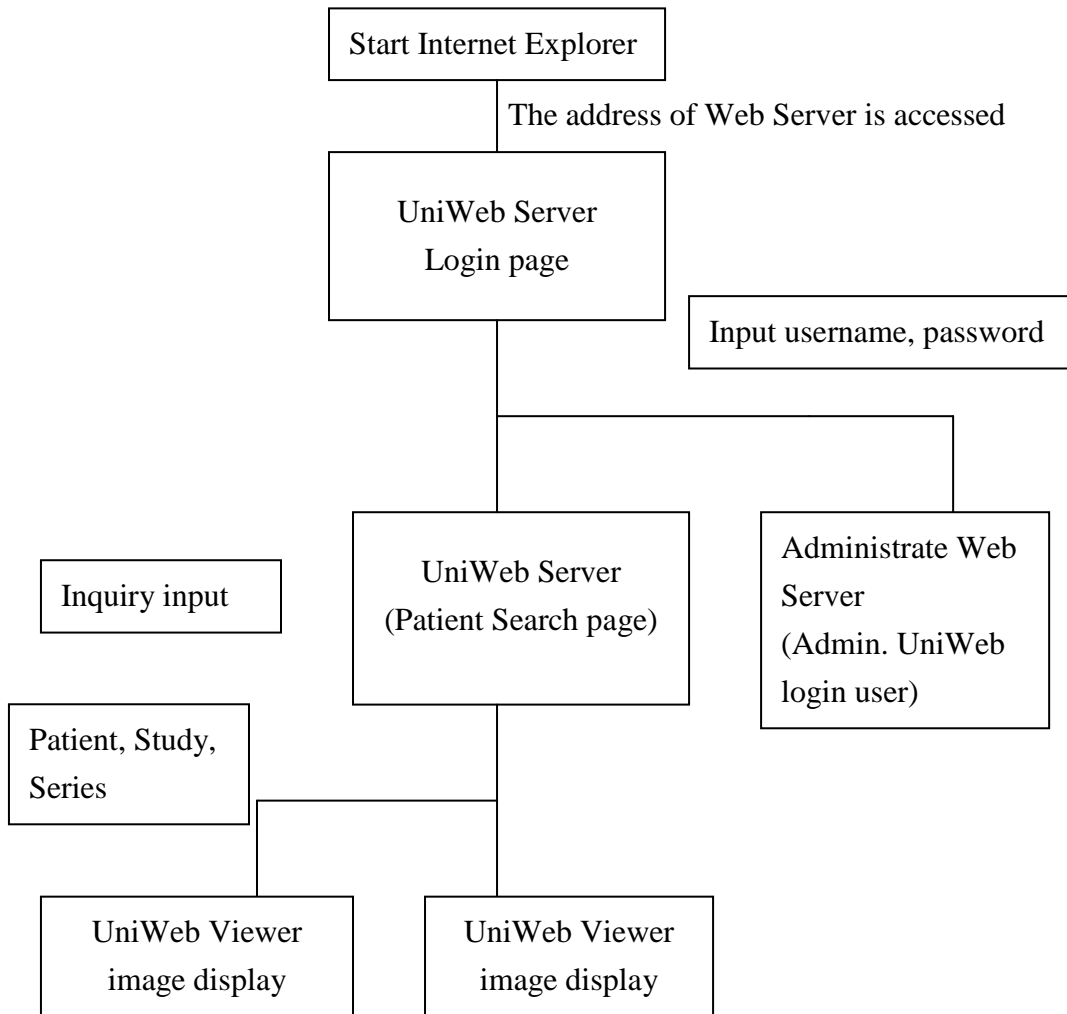 Start Internet Explorer
The address of Web Server is accessed
UniWeb Server
Login page
Input username, password
UniWeb Server
(Patient Search page)
Administrate Web
Server
(Admin. UniWeb
login user)
Inquiry input
Patient, Study,
Series
UniWeb Viewer
image display
UniWeb Viewer
image display